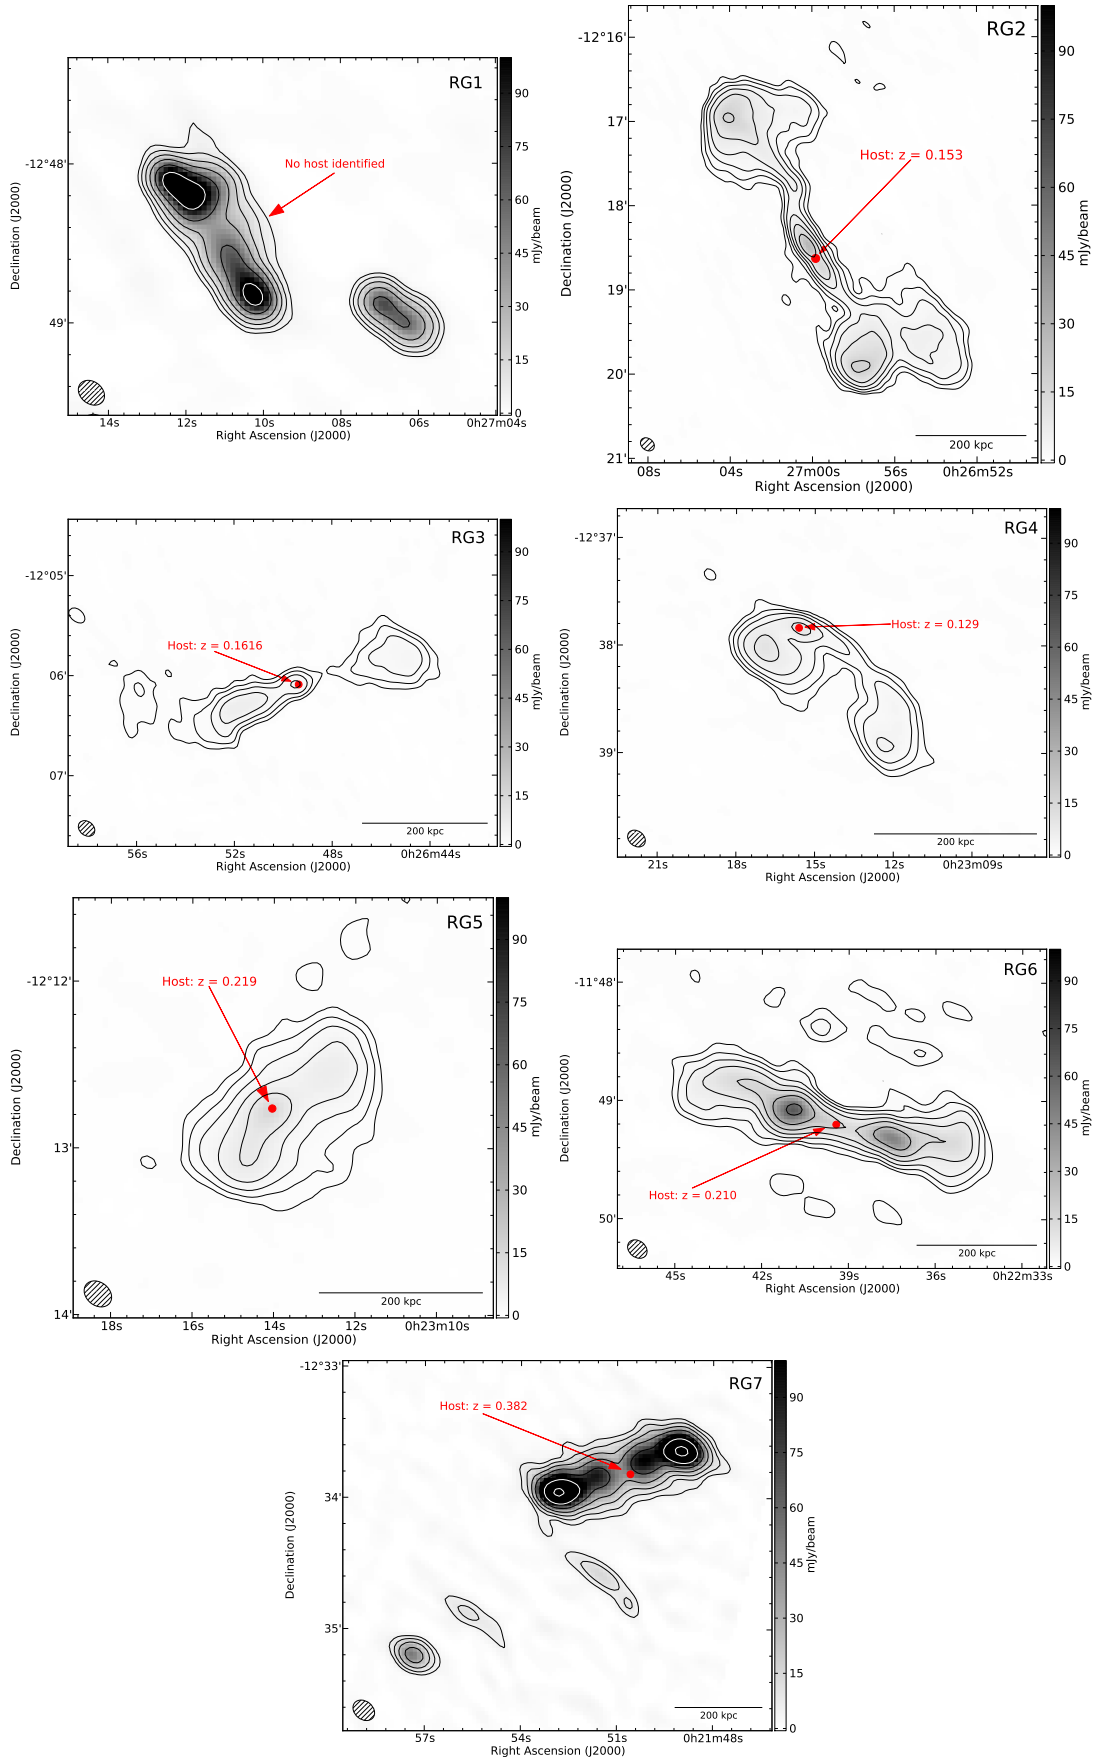 RG1
No host identified
-12°48'
49'
Declination (J2000)
14s 12s 10s 08s 06s 0h27m04s
Right Ascension (J2000)
90
75
60
45
30
15
0
mJy/beam
RG2
Host: z = 0.153
-12°16'
17'
18'
19'
20'
21'
Declination (J2000)
200 kpc
08s 04s 27m00s 56s 0h26m52s
Right Ascension (J2000)
90
75
60
45
30
15
0
mJy/beam
RG3
Host: z = 0.1616
-12°05'
06'
07'
Declination (J2000)
200 kpc
56s 52s 48s 0h26m44s
Right Ascension (J2000)
90
75
60
45
30
15
0
mJy/beam
RG4
Host: z = 0.129
-12°37'
38'
39'
Declination (J2000)
200 kpc
21s 18s 15s 12s 0h23m09s
Right Ascension (J2000)
90
75
60
45
30
15
0
mJy/beam
RG5
Host: z = 0.219
-12°12'
13'
14'
Declination (J2000)
200 kpc
18s 16s 14s 12s 0h23m10s
Right Ascension (J2000)
90
75
60
45
30
15
0
mJy/beam
RG6
Host: z = 0.210
-11°48'
49'
50'
Declination (J2000)
200 kpc
45s 42s 39s 36s 0h22m33s
Right Ascension (J2000)
90
75
60
45
30
15
0
mJy/beam
RG7
Host: z = 0.382
-12°33'
34'
35'
Declination (J2000)
200 kpc
57s 54s 51s 0h21m48s
Right Ascension (J2000)
90
75
60
45
30
15
0
mJy/beam